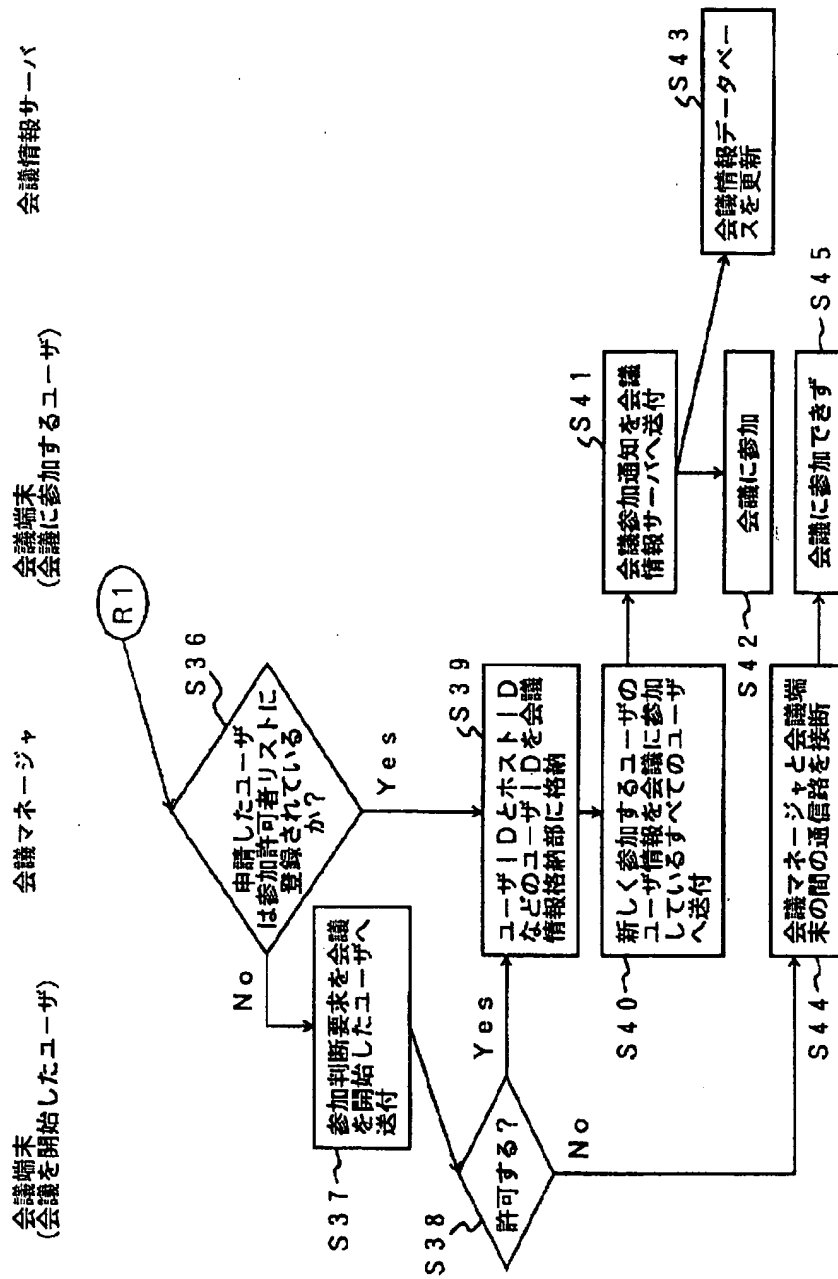 会議端末
(会議を開始したユーザ)
会議マネージャ
会議端末
(会議に参加するユーザ)
会議情報サーバ
R1
S36
申請したユーザ
は参加許可者リストに
登録されている
か?
No
Yes
S37
参加判断要求を会議
を開始したユーザへ
送付
S38
許可する?
Yes
No
S39
ユーザIDとホストID
などのユーザIDを会議
情報格納部に格納
S40
新しく参加するユーザの
ユーザ情報を会議に参加
しているすべてのユーザ
へ送付
S41
会議参加通知を会議
情報サーバへ送付
S42
会議に参加
S43
会議情報データベー
スを更新
S44
会議マネージャと会議端
末の間の通信路を接断
S45
会議に参加できず